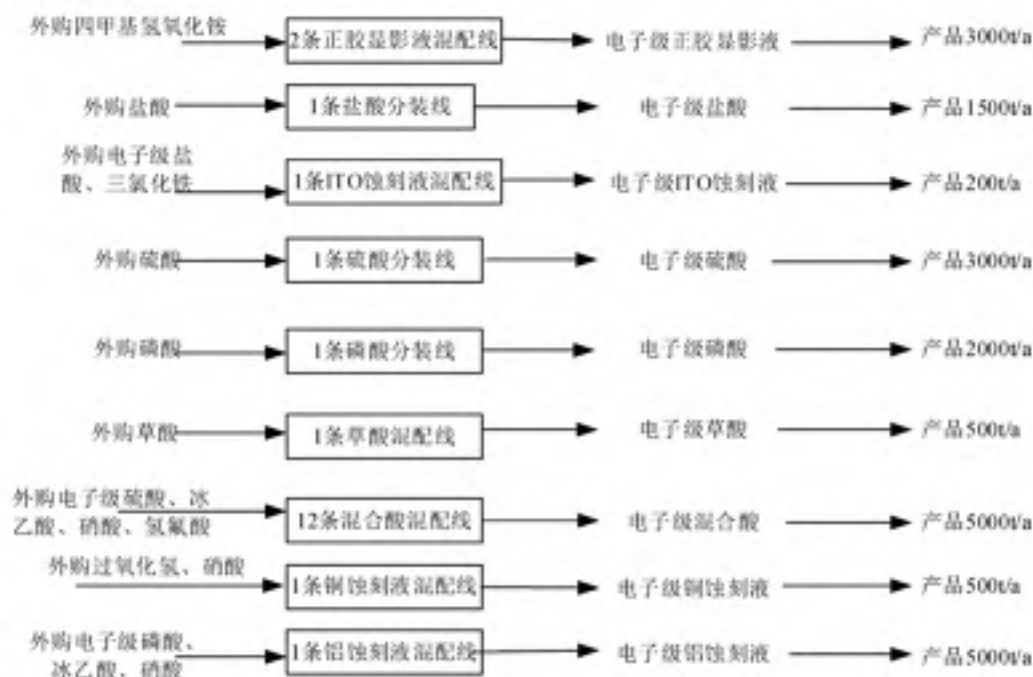 外购四甲基氢氧化铵
2条正胶显影液混配线
电子级正胶显影液
产品3000t/a
外购盐酸
1条盐酸分装线
电子级盐酸
产品1500t/a
外购电子级盐
酸、三氯化铁
1条ITO蚀刻液混配线
电子级ITO蚀刻液
产品200t/a
外购硫酸
1条硫酸分装线
电子级硫酸
产品3000t/a
外购磷酸
1条磷酸分装线
电子级磷酸
产品2000t/a
外购草酸
1条草酸混配线
电子级草酸
产品500t/a
外购电子级硫酸、冰
乙酸、硝酸、氢氟酸
12条混合酸混配线
电子级混合酸
产品5000t/a
外购过氧化氢、硝酸
1条铜蚀刻液混配线
电子级铜蚀刻液
产品500t/a
外购电子级磷酸、
冰乙酸、硝酸
1条铝蚀刻液混配线
电子级铝蚀刻液
产品5000t/a